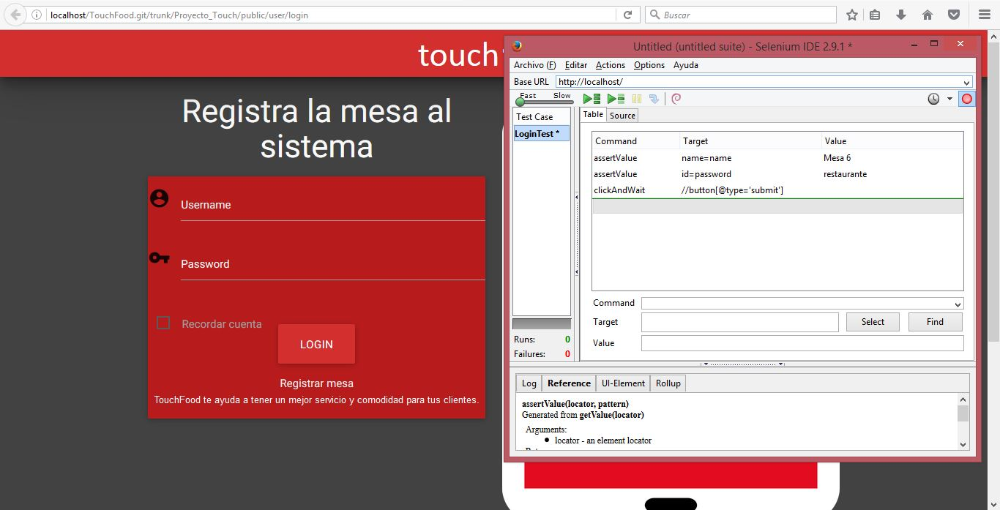 localhost/TouchFood.git/trunk/Proyecto_Touch/public/user/login
Buscar
touch
Registra la mesa al
sistema
Username
Password
Recordar cuenta
LOGIN
Registrar mesa
TouchFood te ayuda a tener un mejor servicio y comodidad para tus clientes.
Untitled (untitled suite) - Selenium IDE 2.9.1 *
Archivo (F) Editar Actions Options Ayuda
Base URL http://localhost/
Fast Slow
Test Case
LoginTest *
Table Source
Command Target Value
assertValue name=name Mesa 6
assertValue id=password restaurante
clickAndWait //button[@type='submit']
Command
Target Select Find
Value
Runs: 0
Failures: 0
Log Reference UI-Element Rollup
assertValue(locator, pattern)
Generated from getValue(locator)
Arguments:
locator - an element locator